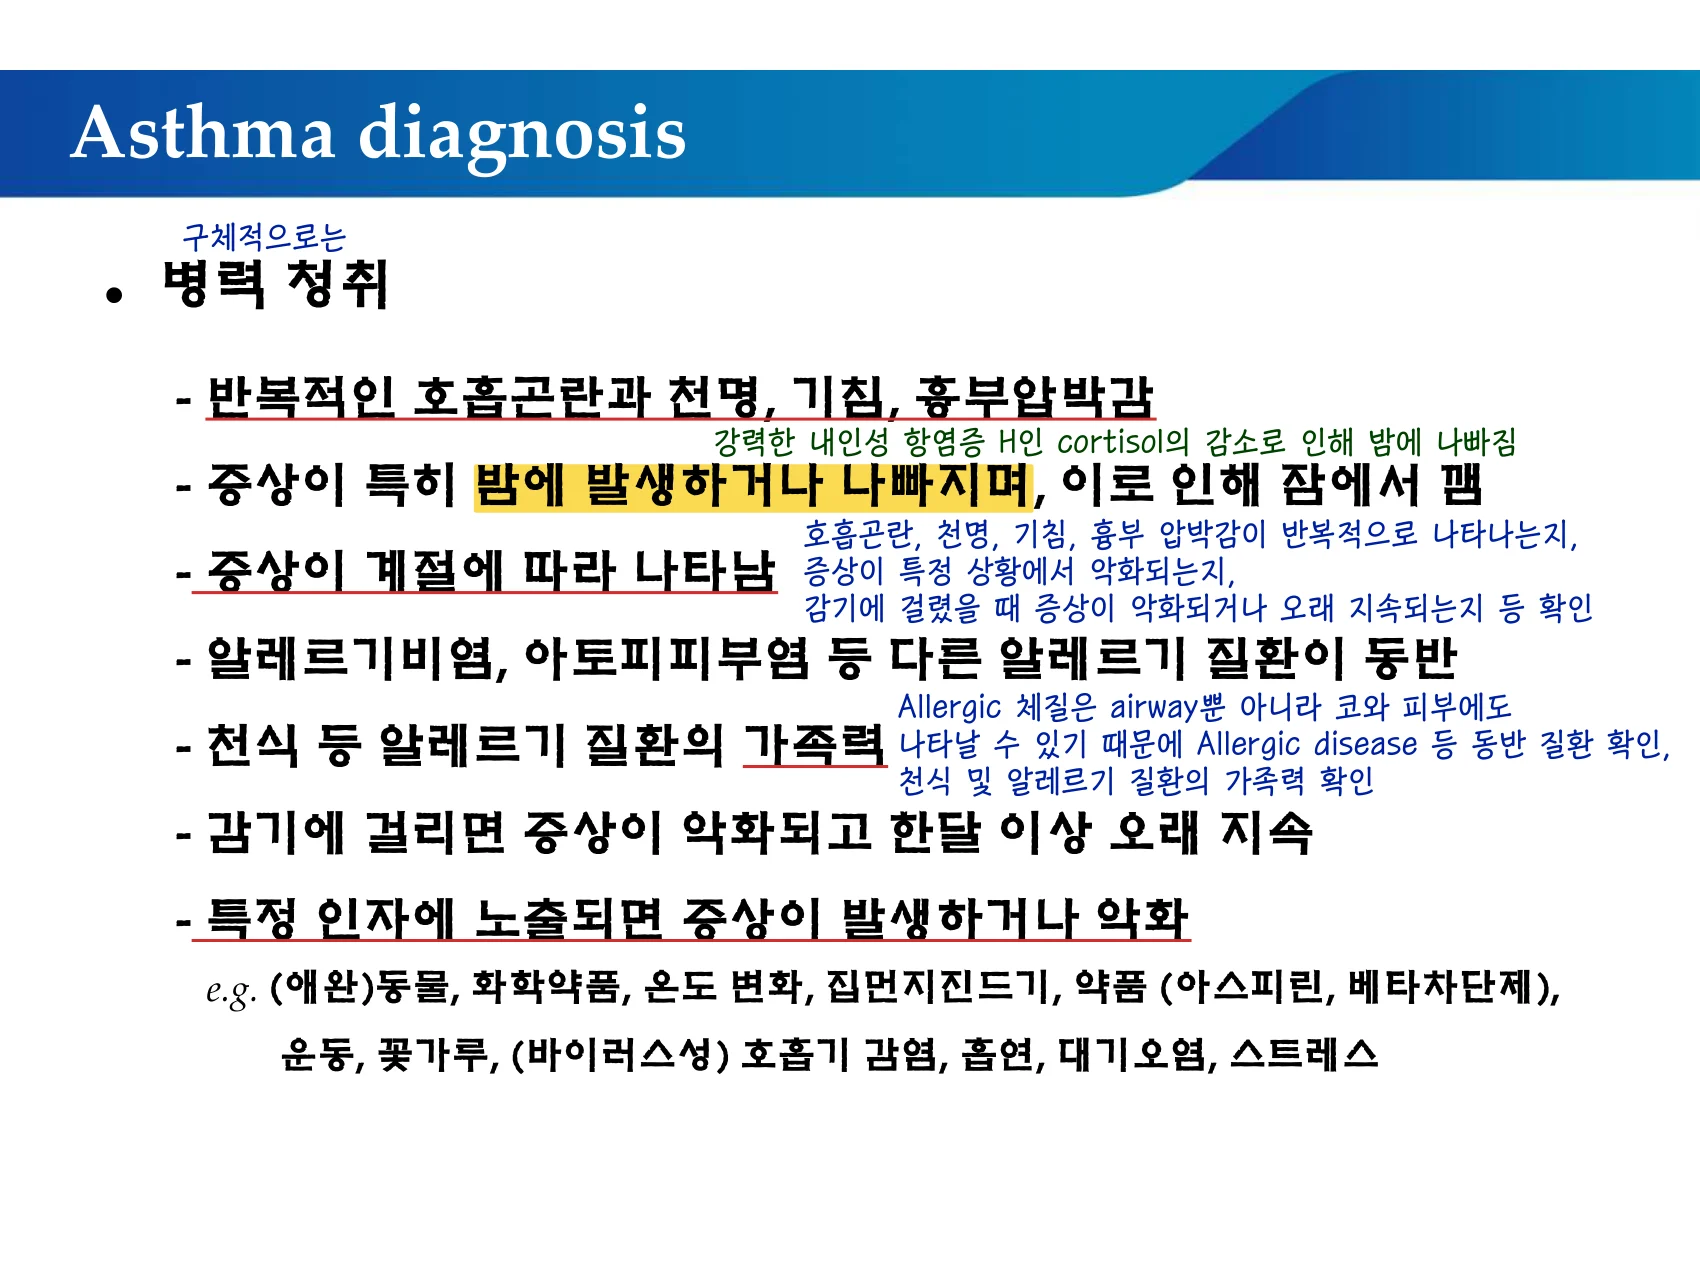 Asthma diagnosis
구체적으로는
• 병력 청취
- 반복적인 호흡곤란과 천명, 기침, 흉부압박감
강력한 내인성 항염증 H인 cortisol의 감소로 인해 밤에 나빠짐
- 증상이 특히 밤에 발생하거나 나빠지며, 이로 인해 잠에서 깸
호흡곤란, 천명, 기침, 흉부 압박감이 반복적으로 나타나는지,
- 증상이 계절에 따라 나타남
증상이 특정 상황에서 악화되는지,
감기에 걸렸을 때 증상이 악화되거나 오래 지속되는지 등 확인
- 알레르기비염, 아토피피부염 등 다른 알레르기 질환이 동반
Allergic 체질은 airway뿐 아니라 코와 피부에도
- 천식 등 알레르기 질환의 가족력
나타날 수 있기 때문에 Allergic disease 등 동반 질환 확인,
천식 및 알레르기 질환의 가족력 확인
- 감기에 걸리면 증상이 악화되고 한달 이상 오래 지속
- 특정 인자에 노출되면 증상이 발생하거나 악화
e.g. (애완)동물, 화학약품, 온도 변화, 집먼지진드기, 약품 (아스피린, 베타차단제),
운동, 꽃가루, (바이러스성) 호흡기 감염, 흡연, 대기오염, 스트레스